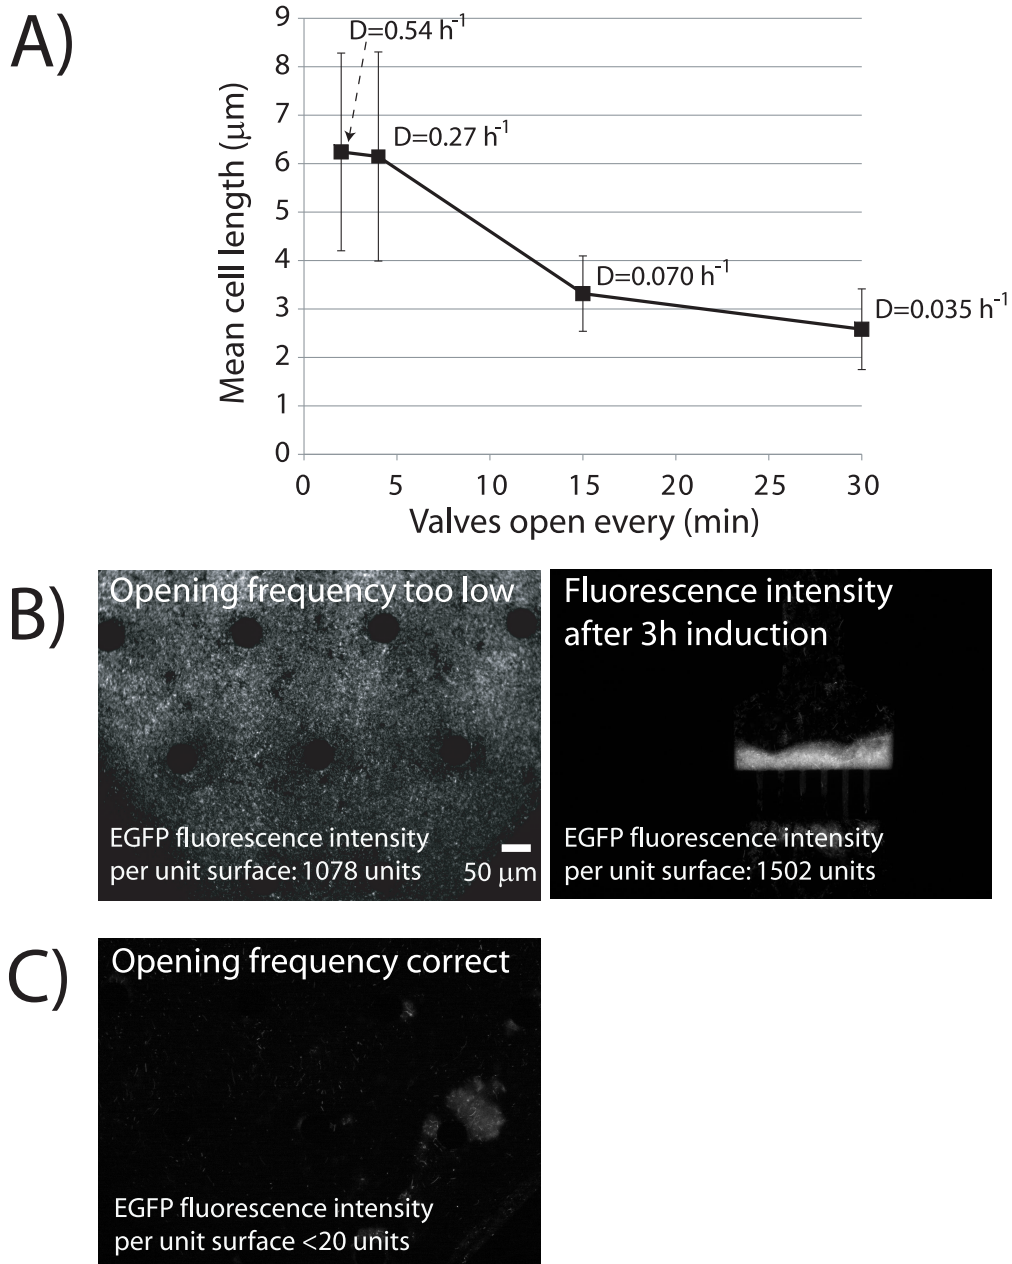 A)
9
8
7
6
5
4
3
2
1
0
Mean cell length (μm)
D=0.54 h⁻¹
D=0.27 h⁻¹
D=0.070 h⁻¹
D=0.035 h⁻¹
0 5 10 15 20 25 30
Valves open every (min)
B)
Opening frequency too low
EGFP fluorescence intensity
per unit surface: 1078 units
50 μm
Fluorescence intensity
after 3h induction
EGFP fluorescence intensity
per unit surface: 1502 units
C)
Opening frequency correct
EGFP fluorescence intensity
per unit surface <20 units